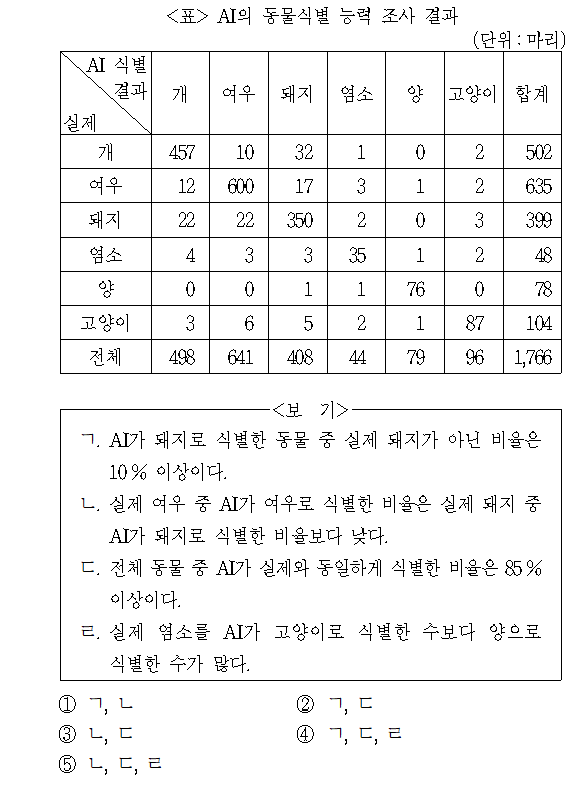 <표> AI의 동물식별 능력 조사 결과
(단위 : 마리)
AI 식별 결과
실제
개 여우 돼지 염소 양 고양이 합계
개 457 10 32 1 0 2 502
여우 12 600 17 3 1 2 635
돼지 22 22 350 2 0 3 399
염소 4 3 3 35 1 2 48
양 0 0 1 1 76 0 78
고양이 3 6 5 2 1 87 104
전체 498 641 408 44 79 96 1,766
<보 기>
ㄱ. AI가 돼지로 식별한 동물 중 실제 돼지가 아닌 비율은
10 % 이상이다.
ㄴ. 실제 여우 중 AI가 여우로 식별한 비율은 실제 돼지 중
AI가 돼지로 식별한 비율보다 낮다.
ㄷ. 전체 동물 중 AI가 실제와 동일하게 식별한 비율은 85 %
이상이다.
ㄹ. 실제 염소를 AI가 고양이로 식별한 수보다 양으로
식별한 수가 많다.
① ㄱ, ㄴ ② ㄱ, ㄷ
③ ㄴ, ㄷ ④ ㄱ, ㄷ, ㄹ
⑤ ㄴ, ㄷ, ㄹ